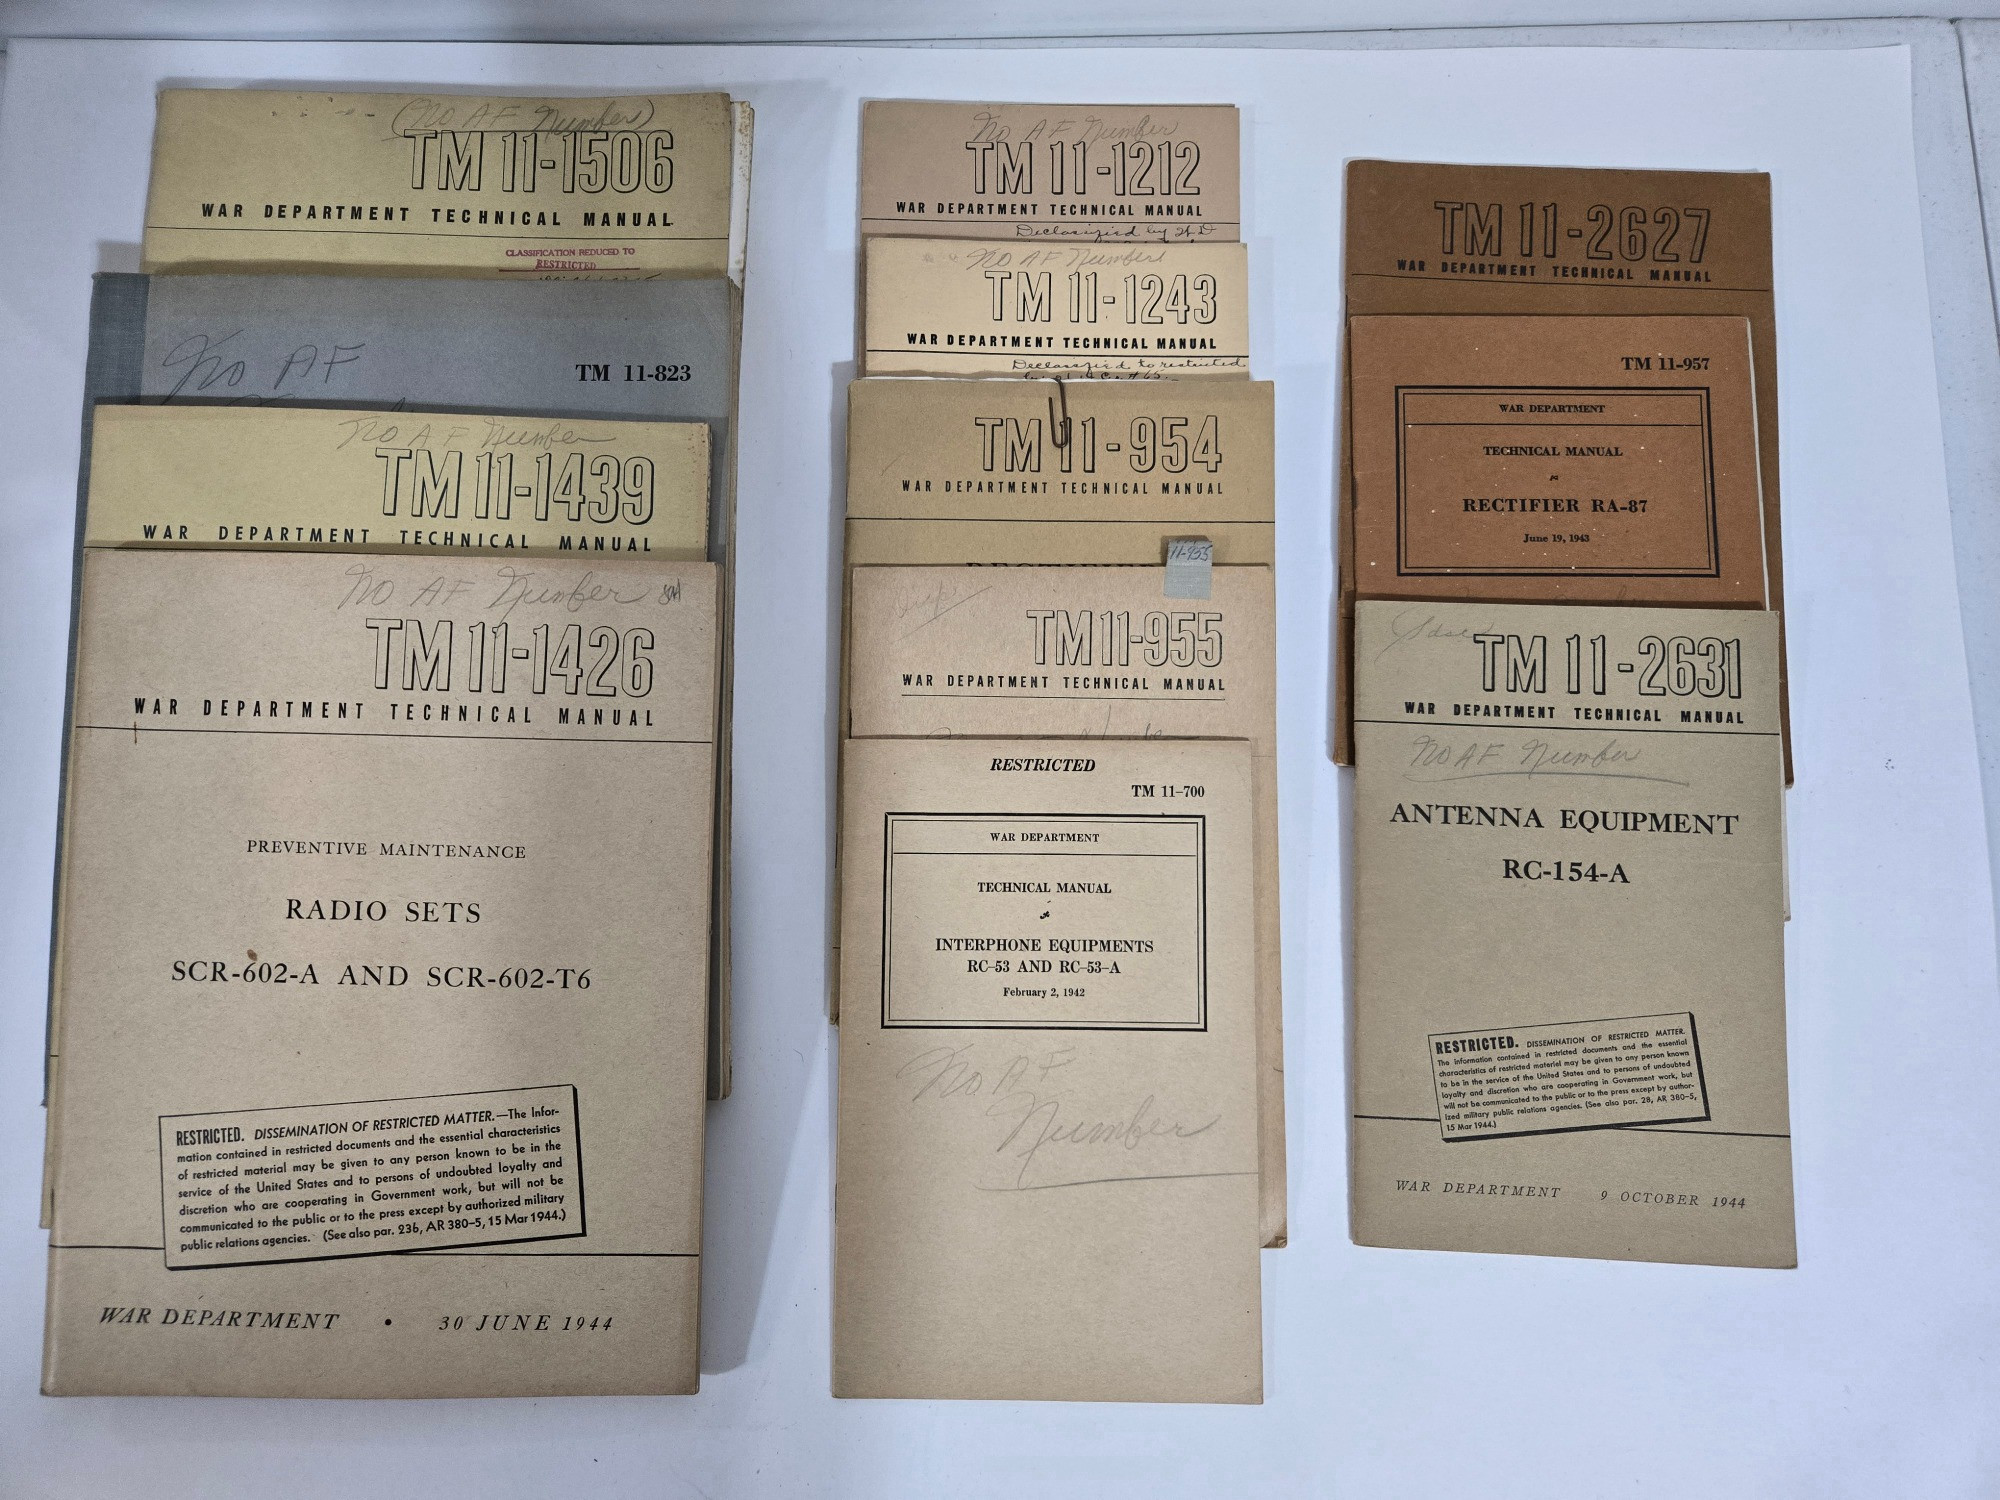 (No AF Number)
TM 11-1506
WAR DEPARTMENT TECHNICAL MANUAL
CLASSIFICATION REDUCED TO
RESTRICTED
No AF
TM 11-823
No AF Number
TM 11-1439
WAR DEPARTMENT TECHNICAL MANUAL
No AF Number
TM 11-1426
WAR DEPARTMENT TECHNICAL MANUAL
PREVENTIVE MAINTENANCE
RADIO SETS
SCR-602-A AND SCR-602-T6
RESTRICTED. DISSEMINATION OF RESTRICTED MATTER.—The infor-
mation contained in restricted documents and the essential characteristics
of restricted material may be given to any person known to be in the
service of the United States and to persons of undoubted loyalty and
discretion who are cooperating in Government work, but will not be
communicated to the public or to the press except by authorized military
public relations agencies. (See also par. 23b, AR 380-5, 15 Mar 1944.)
WAR DEPARTMENT • 30 JUNE 1944
No AF Number
TM 11-1212
WAR DEPARTMENT TECHNICAL MANUAL
Declassified by
No AF Number
TM 11-1243
WAR DEPARTMENT TECHNICAL MANUAL
Declassified to restricted
TM 11-954
WAR DEPARTMENT TECHNICAL MANUAL
11-955
TM 11-955
WAR DEPARTMENT TECHNICAL MANUAL
RESTRICTED
TM 11-700
WAR DEPARTMENT
TECHNICAL MANUAL
INTERPHONE EQUIPMENTS
RC-53 AND RC-53-A
February 2, 1942
No AF
Number
TM 11-2627
WAR DEPARTMENT TECHNICAL MANUAL
TM 11-957
WAR DEPARTMENT
TECHNICAL MANUAL
RECTIFIER RA-87
June 19, 1943
TM 11-2631
WAR DEPARTMENT TECHNICAL MANUAL
No AF Number
ANTENNA EQUIPMENT
RC-154-A
RESTRICTED. DISSEMINATION OF RESTRICTED MATTER.
The information contained in restricted documents and the essential
characteristics of restricted materiel may be given to any person known
to be in the service of the United States and to persons of undoubted
loyalty and discretion who are cooperating in Government work, but
will not be communicated to the public or to the press except by author-
ized military public relations agencies. (See also par. 28, AR 380-5,
15 Mar 1944.)
WAR DEPARTMENT 9 OCTOBER 1944